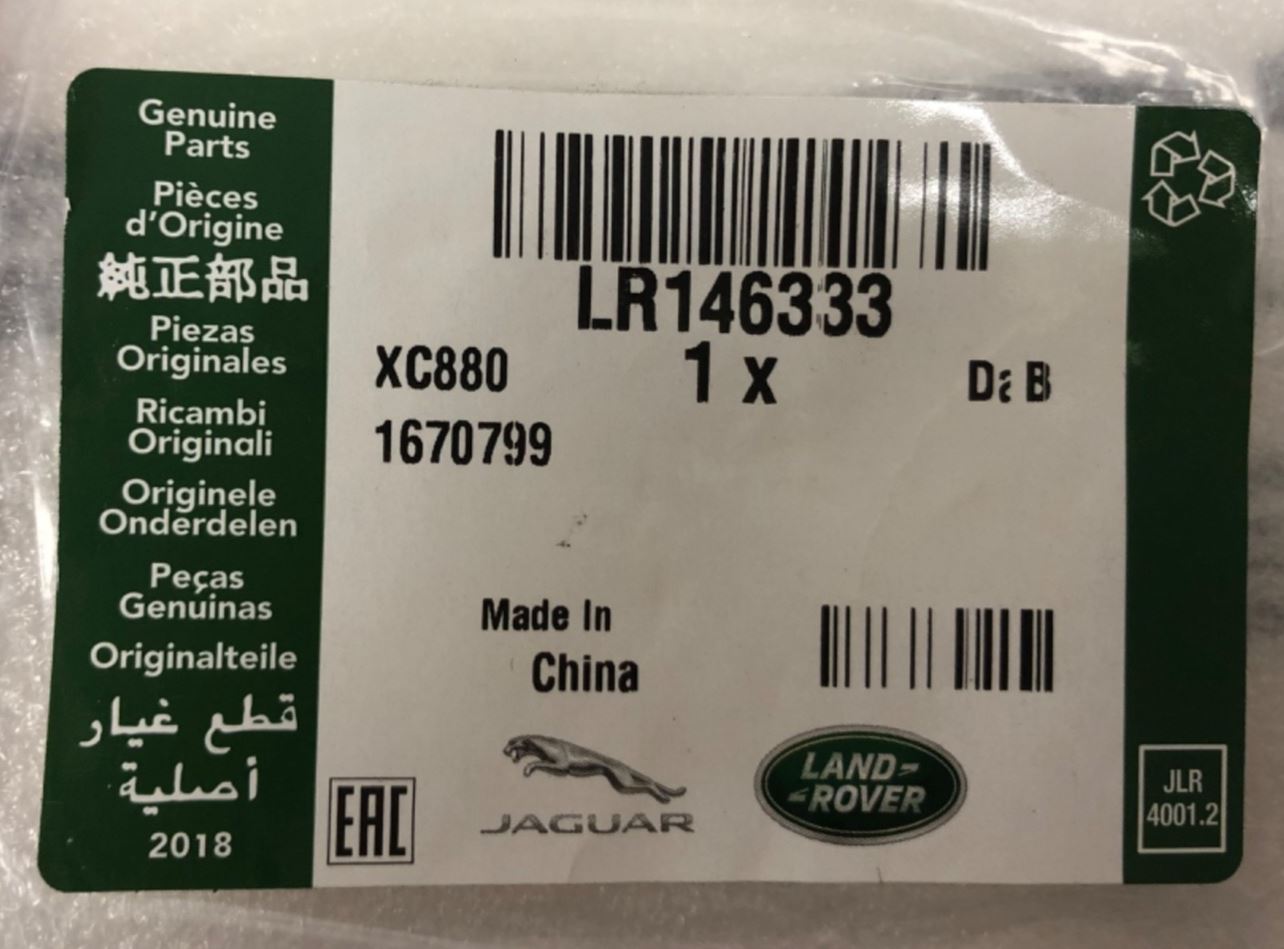 Genuine
Parts
Pièces
d'Origine
純正部品
Piezas
Originales
Ricambi
Originali
Originele
Onderdelen
Peças
Genuinas
Originalteile
قطع غيار
أصلية
2018
LR146333
XC880
1 x
1670799
Made In
China
EAC
JAGUAR
LAND-
-ROVER
JLR
4001.2